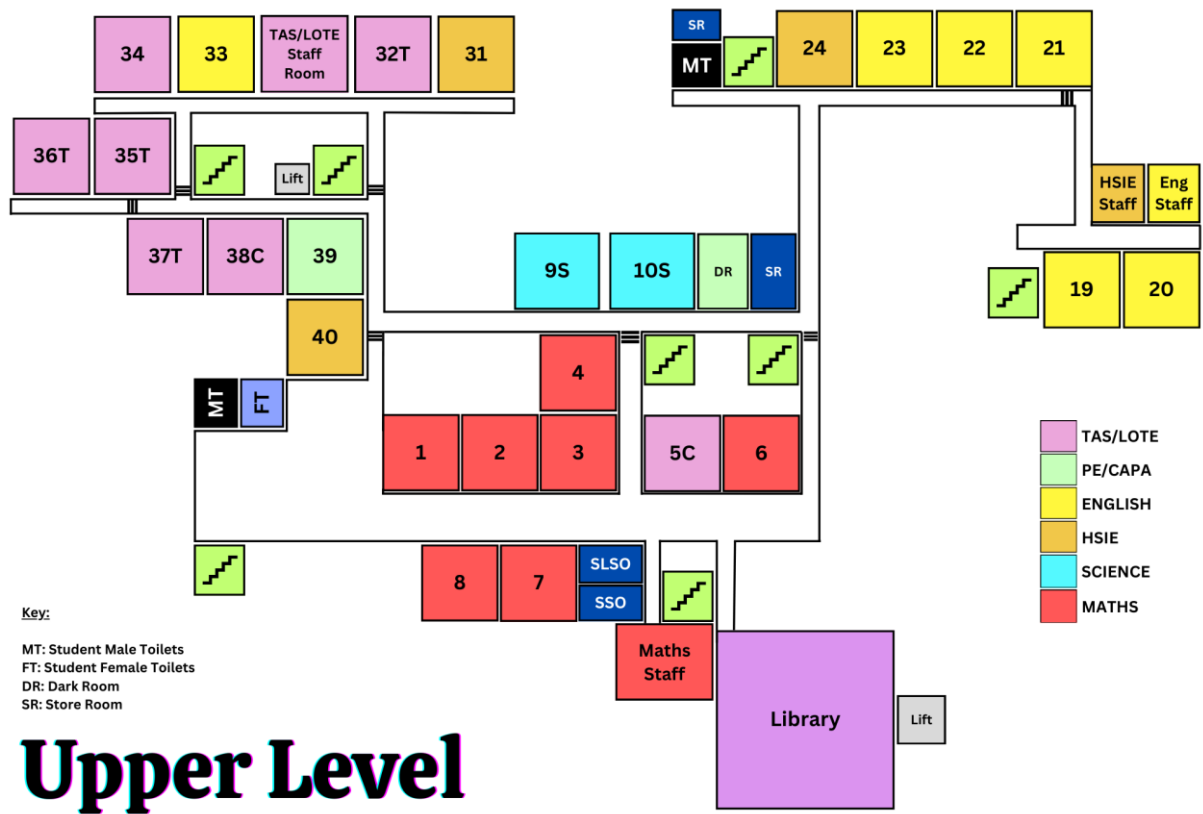 34
33
TAS/LOTE
Staff
Room
32T
31
SR
MT
24
23
22
21
36T
35T
Lift
HSIE
Staff
Eng
Staff
37T
38C
39
9S
10S
DR
SR
19
20
40
4
MT
FT
1
2
3
5C
6
TAS/LOTE
PE/CAPA
ENGLISH
HSIE
SCIENCE
MATHS
8
7
SLSO
SSO
Maths
Staff
Library
Lift
Key:
MT: Student Male Toilets
FT: Student Female Toilets
DR: Dark Room
SR: Store Room
Upper Level